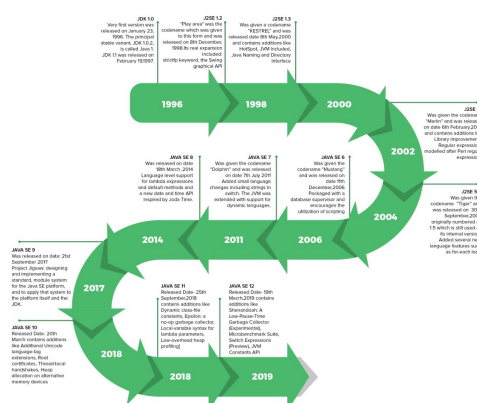 JDK 1.0
Very first version was
released on January 23,
1996. The principal
stable variant, JDK 1.0.2,
is called Java 1.
JDK 1.1 was released on
February 19,1997.
J2SE 1.2
"Play area" was the
codename which was given
to this form and was
released on 8th December,
1998.Its real expansion
included:
strictfp keyword, the Swing
graphical API
J2SE 1.3
Was given a codename
"KESTREL" and was
released date 8th May,2000
and contains additions like
HotSpot, JVM included,
Java Naming and Directory
Interface
1996
1998
2000
J2SE
Was given the codename
"Merlin" and was releas
on date 6th February,20
and contains additions l
Library improvemen
Regular expression
modelled after Perl regu
expressio
2002
JAVA SE 8
Was released on date
18th March ,2014
Language level support
for lambda expressions
and default methods and
a new date and time API
inspired by Joda Time.
JAVA SE 7
Was given the codename
"Dolphin" and was released
on date 7th July 2011
Added small language
changes including strings in
switch. The JVM was
extended with support for
dynamic languages.
JAVA SE 6
Was given the
codename "Mustang"
and was released
on date 11th
December,2006
Packaged with a
database supervisor and
encourages the
utilization of scripting
J2SE 5
Was given th
codename "Tiger" a
was released on 30
September,200
originally numbered
1.5 which is still used
its internal versio
Added several ne
language features su
as for-each loo
2004
2006
2011
2014
JAVA SE 9
Was released on date: 21st
September 2017
Project Jigsaw: designing
and implementing a
standard, module system
for the Java SE platform,
and to apply that system to
the platform itself and the
JDK.
2017
JAVA SE 10
Released Date- 20th
March contains additions
like Additional Unicode
language-tag
extensions, Root
certificates, Thread-local
handshakes, Heap
allocation on alternative
memory devices
2018
JAVA SE 11
Released Date- 25th
September,2018
contains additions like
Dynamic class-file
constants, Epsilon: a
no-op garbage collector,
Local-variable syntax for
lambda parameters,
Low-overhead heap
profiling]
JAVA SE 12
Released Date- 19th
March,2019 contains
additions like
Shenandoah: A
Low-Pause-Time
Garbage Collector
(Experimental),
Microbenchmark Suite,
Switch Expressions
(Preview), JVM
Constants API
2018
2019